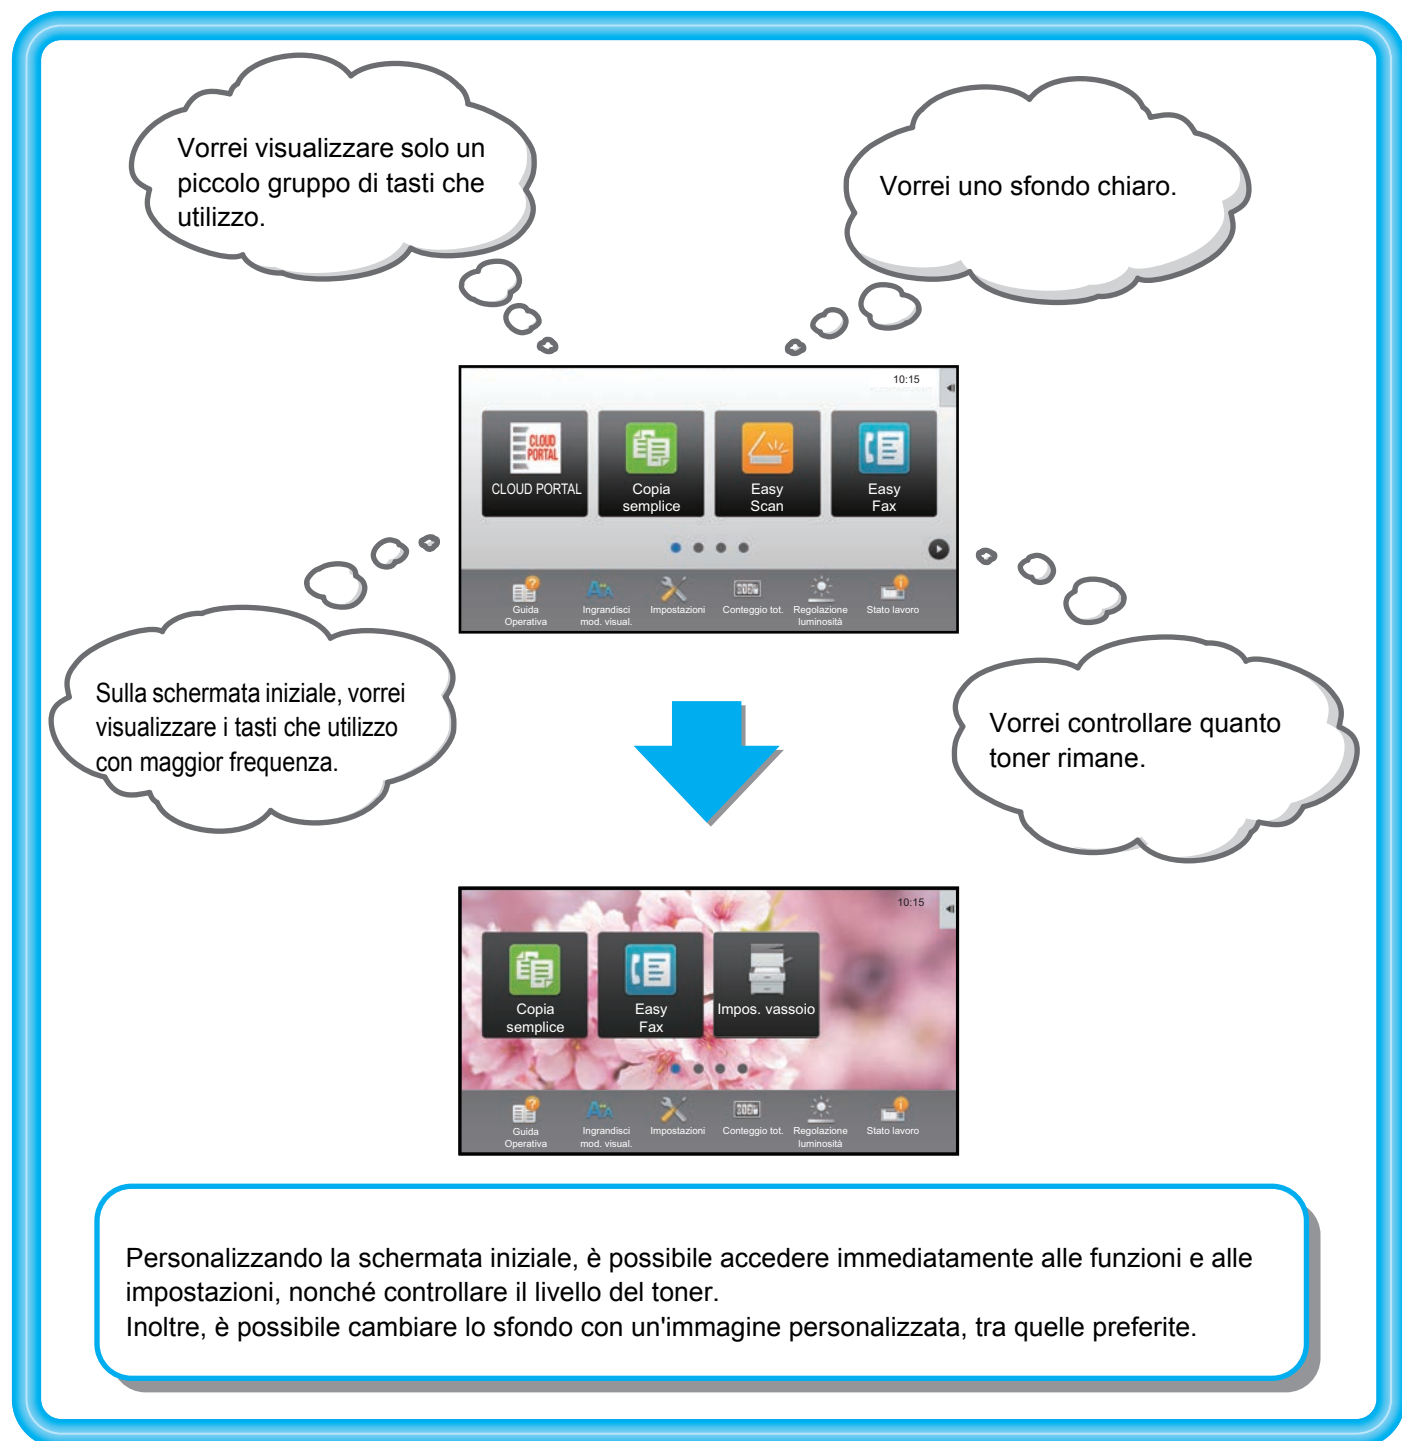 Vorrei visualizzare solo un
piccolo gruppo di tasti che
utilizzo.
Vorrei uno sfondo chiaro.
10:15
CLOUD
PORTAL
CLOUD PORTAL
Copia
semplice
Easy
Scan
Easy
Fax
Guida
Operativa
Ingrandisci
mod. visual.
Impostazioni
Conteggio tot.
Regolazione
luminosità
Stato lavoro
Sulla schermata iniziale, vorrei
visualizzare i tasti che utilizzo
con maggior frequenza.
Vorrei controllare quanto
toner rimane.
10:15
Copia
semplice
Easy
Fax
Impos. vassoio
Guida
Operativa
Ingrandisci
mod. visual.
Impostazioni
Conteggio tot.
Regolazione
luminosità
Stato lavoro
Personalizzando la schermata iniziale, è possibile accedere immediatamente alle funzioni e alle
impostazioni, nonché controllare il livello del toner.
Inoltre, è possibile cambiare lo sfondo con un'immagine personalizzata, tra quelle preferite.